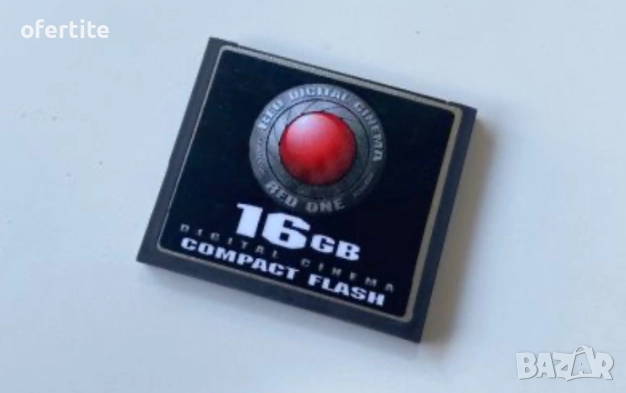 ofertite
RED DIGITAL CINEMA
RED ONE
16GB
DIGITAL CINEMA
COMPACT FLASH
BAZAR